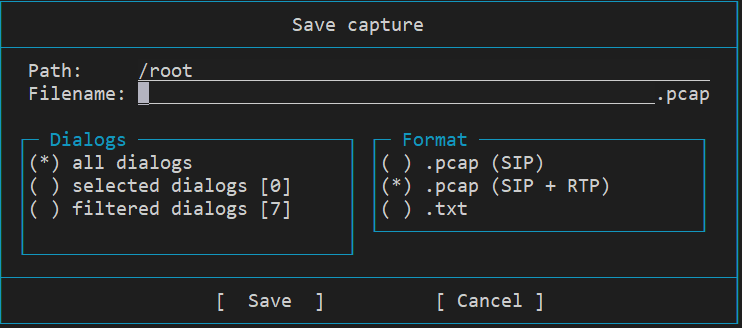 Save capture
Path: /root
Filename: .pcap
Dialogs
(*) all dialogs
( ) selected dialogs [0]
( ) filtered dialogs [7]
Format
( ) .pcap (SIP)
(*) .pcap (SIP + RTP)
( ) .txt
[ Save ]
[ Cancel ]